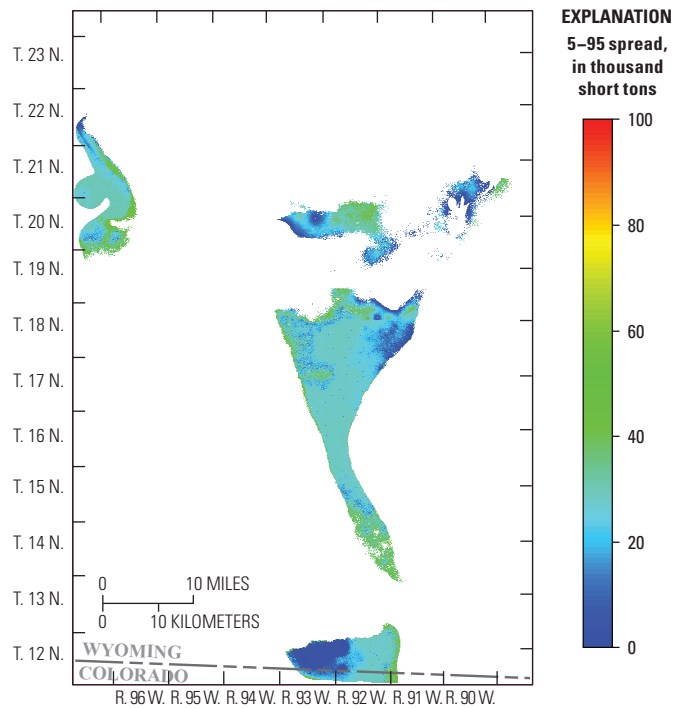 EXPLANATION
5–95 spread,
in thousand
short tons
100
80
60
40
20
0
T. 23 N.
T. 22 N.
T. 21 N.
T. 20 N.
T. 19 N.
T. 18 N.
T. 17 N.
T. 16 N.
T. 15 N.
T. 14 N.
T. 13 N.
T. 12 N.
0 10 MILES
0 10 KILOMETERS
WYOMING
COLORADO
R. 96 W. R. 95 W. R. 94 W. R. 93 W. R. 92 W. R. 91 W. R. 90 W.